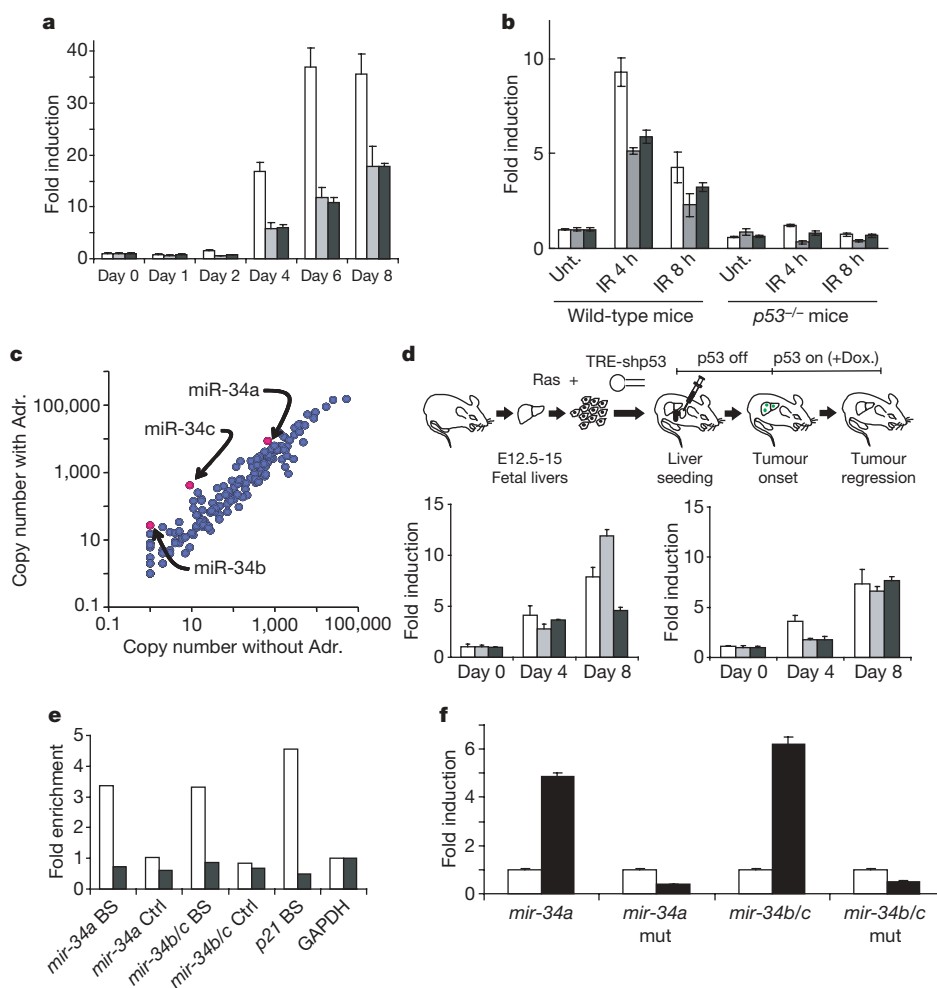 a
Fold induction
40
30
20
10
0
Day 0 Day 1 Day 2 Day 4 Day 6 Day 8
b
Fold induction
10
5
0
Unt. IR 4 h IR 8 h Unt. IR 4 h IR 8 h
Wild-type mice p53–/– mice
c
Copy number with Adr.
100,000
1,000
10
0.1
miR-34a
miR-34c
miR-34b
0.1 10 1,000 100,000
Copy number without Adr.
d
TRE-shp53
Ras +
p53 off p53 on (+Dox.)
E12.5-15
Fetal livers
Liver
seeding
Tumour
onset
Tumour
regression
Fold induction
15
10
5
0
Day 0 Day 4 Day 8
Fold induction
15
10
5
0
Day 0 Day 4 Day 8
e
Fold enrichment
5
4
3
2
1
0
mir-34a BS mir-34a Ctrl mir-34b/c BS mir-34b/c Ctrl p21 BS GAPDH
f
Fold induction
6
4
2
0
mir-34a mir-34a mir-34b/c mir-34b/c
mut mut